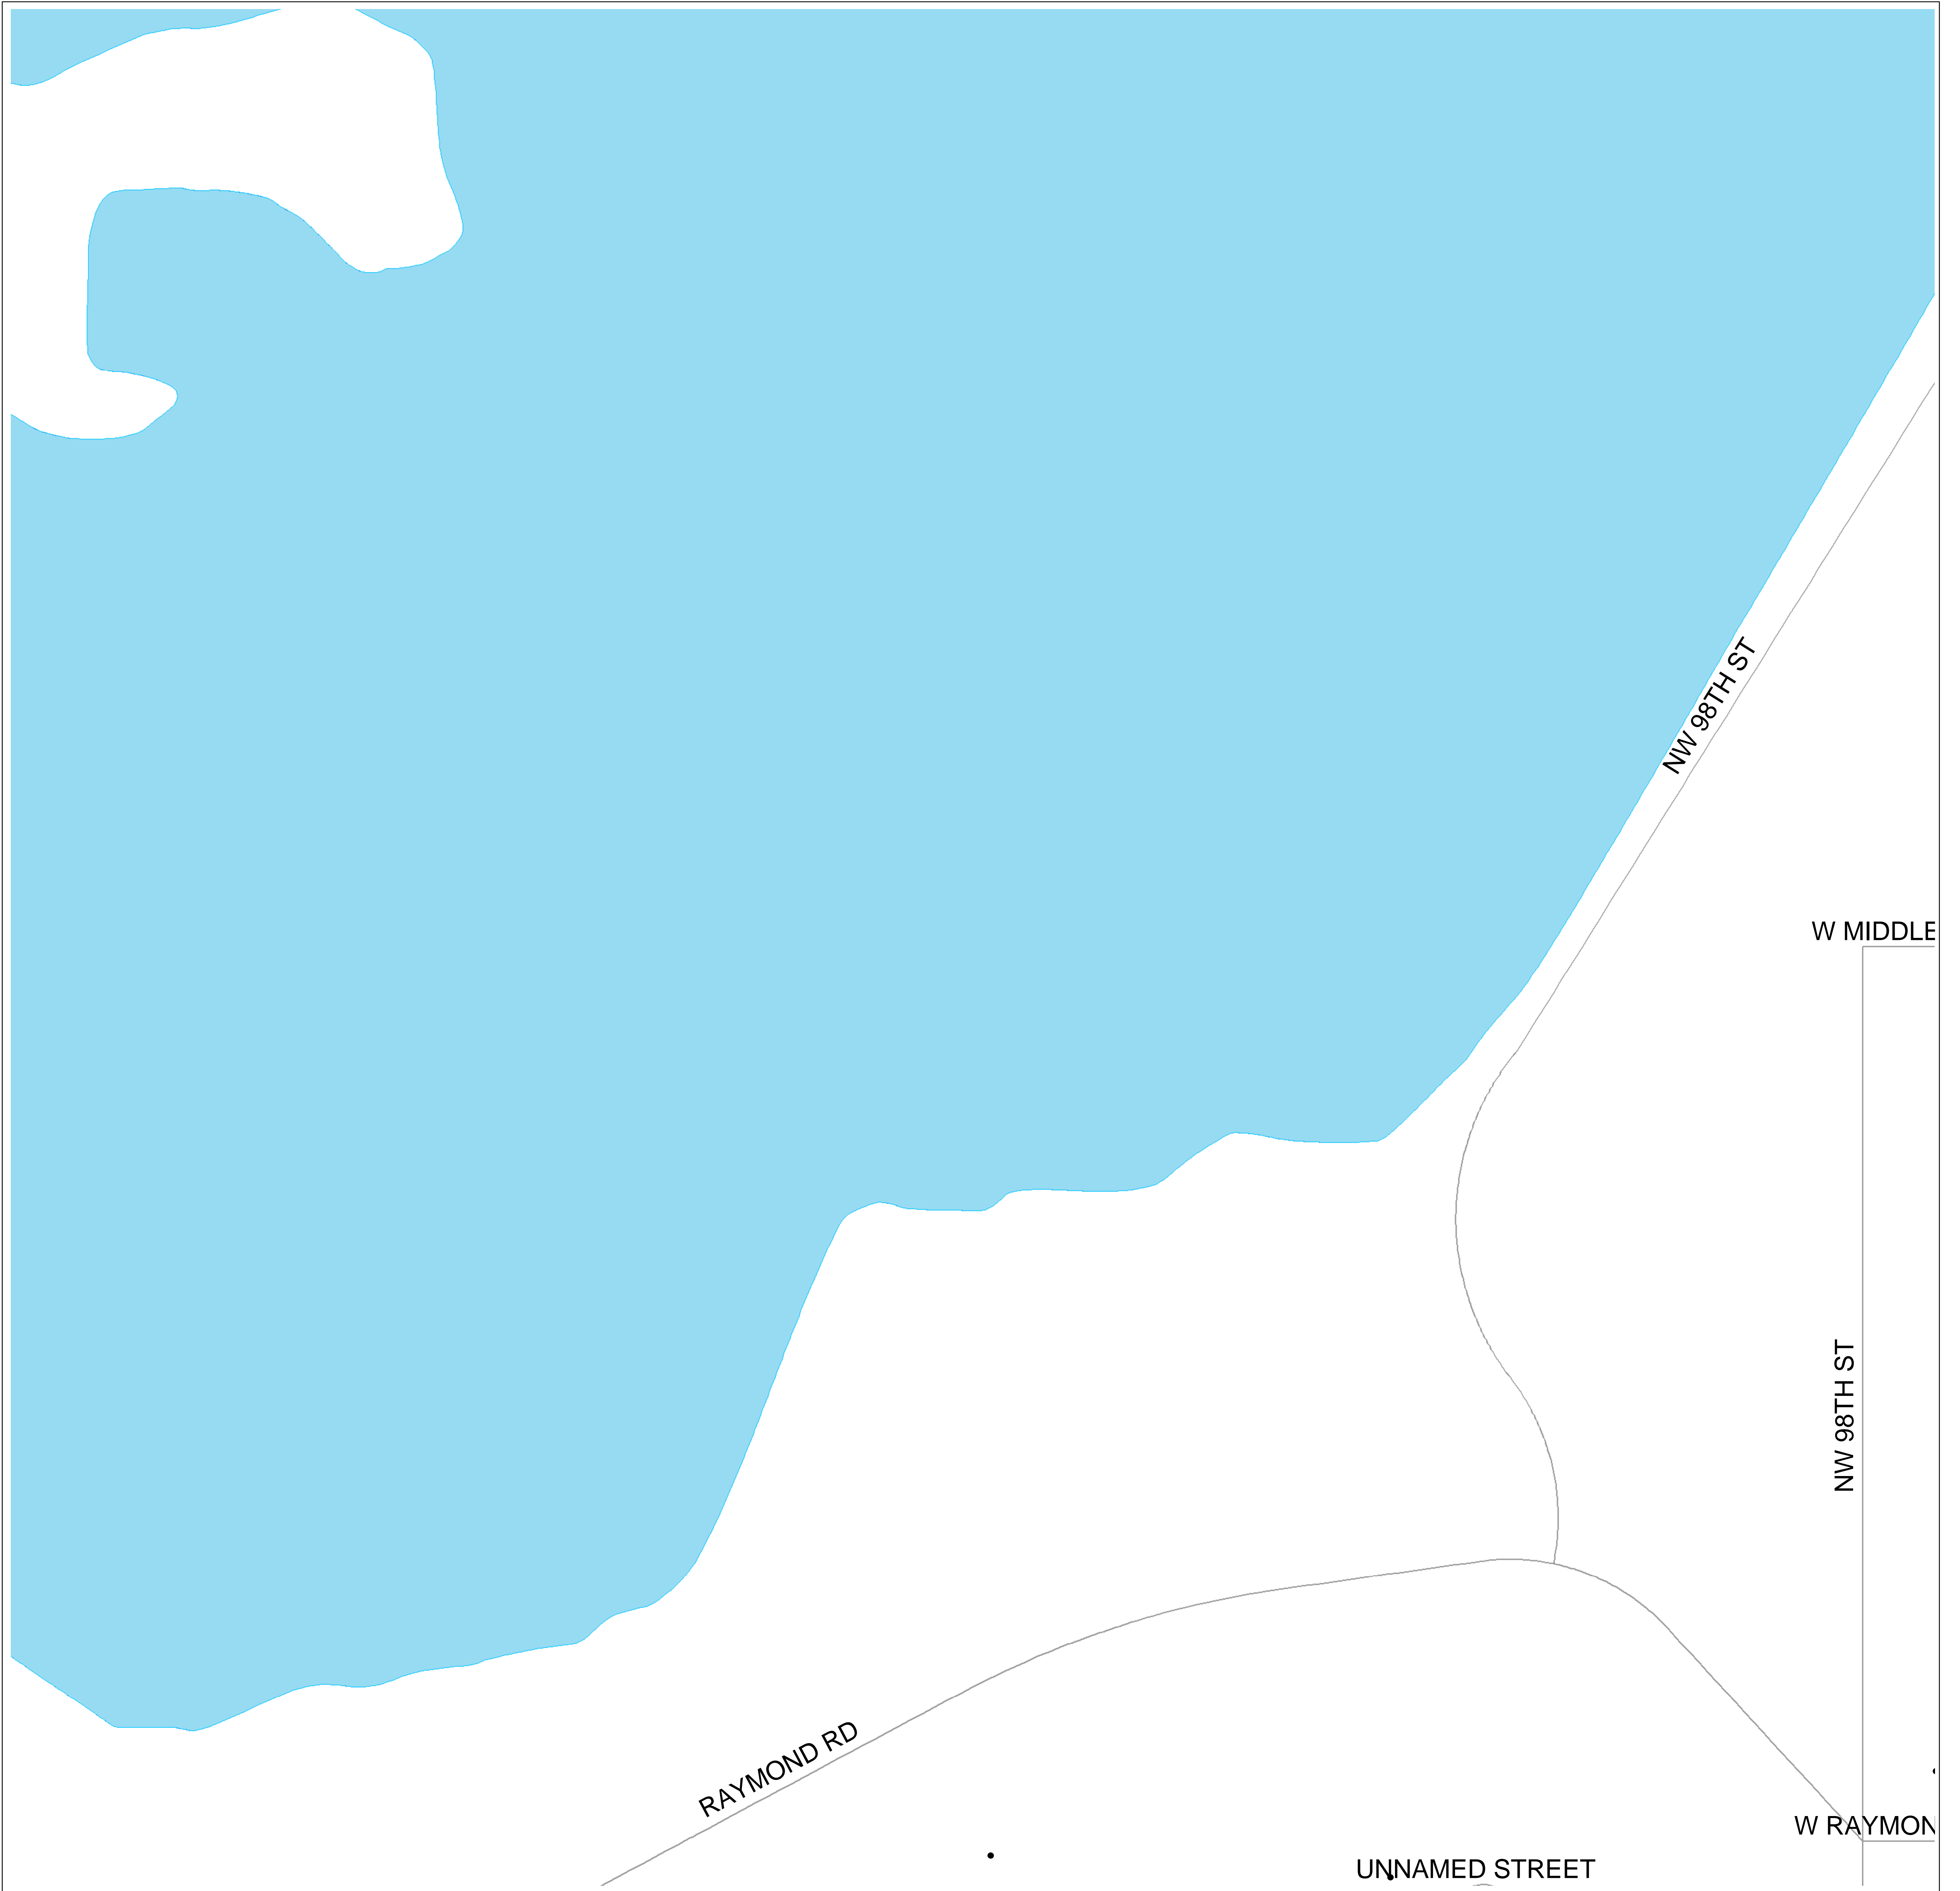 NW 98TH ST
W MIDDLE
NW 98TH ST
RAYMOND RD
W RAYMON
UNNAMED STREET